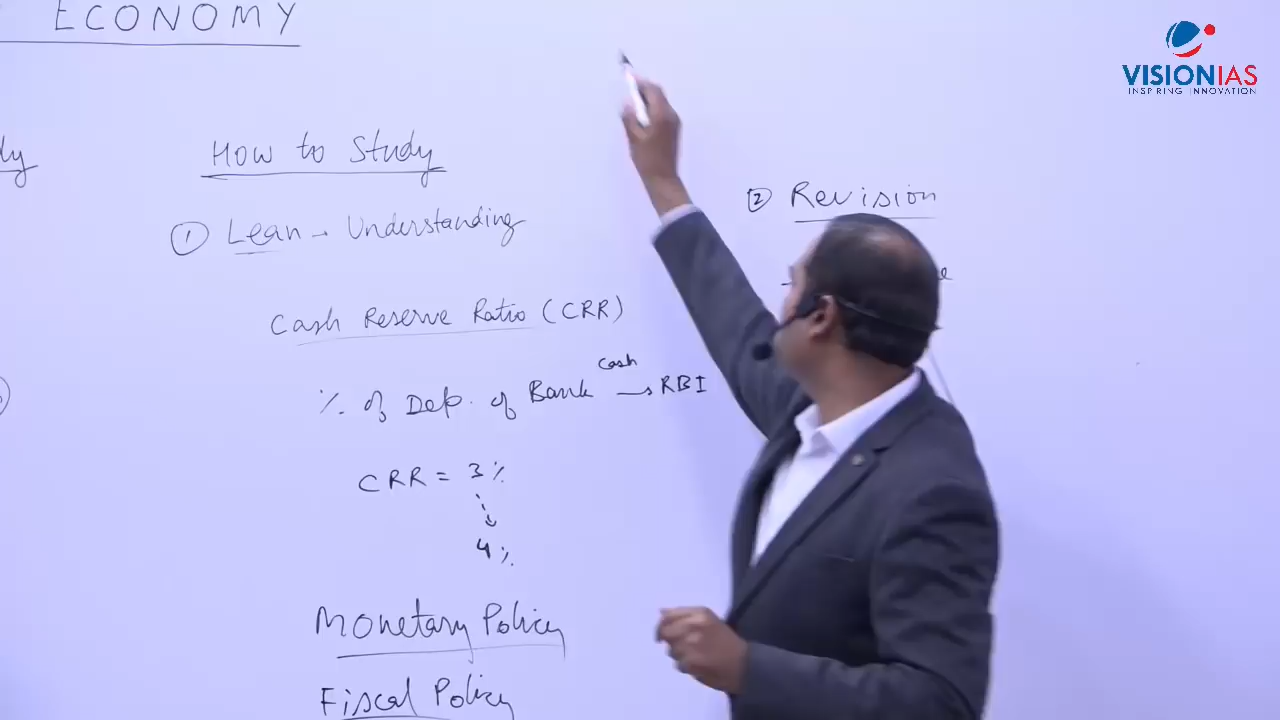 ECONOMY
VISIONIAS
INSPIRING INNOVATION
How to Study
① Lean → Understanding
Cash Reserve Ratio (CRR)
% of Dep. of Bank cash → RBI
CRR = 3%
4%
Monetary Policy
Fiscal Policy
② Revision